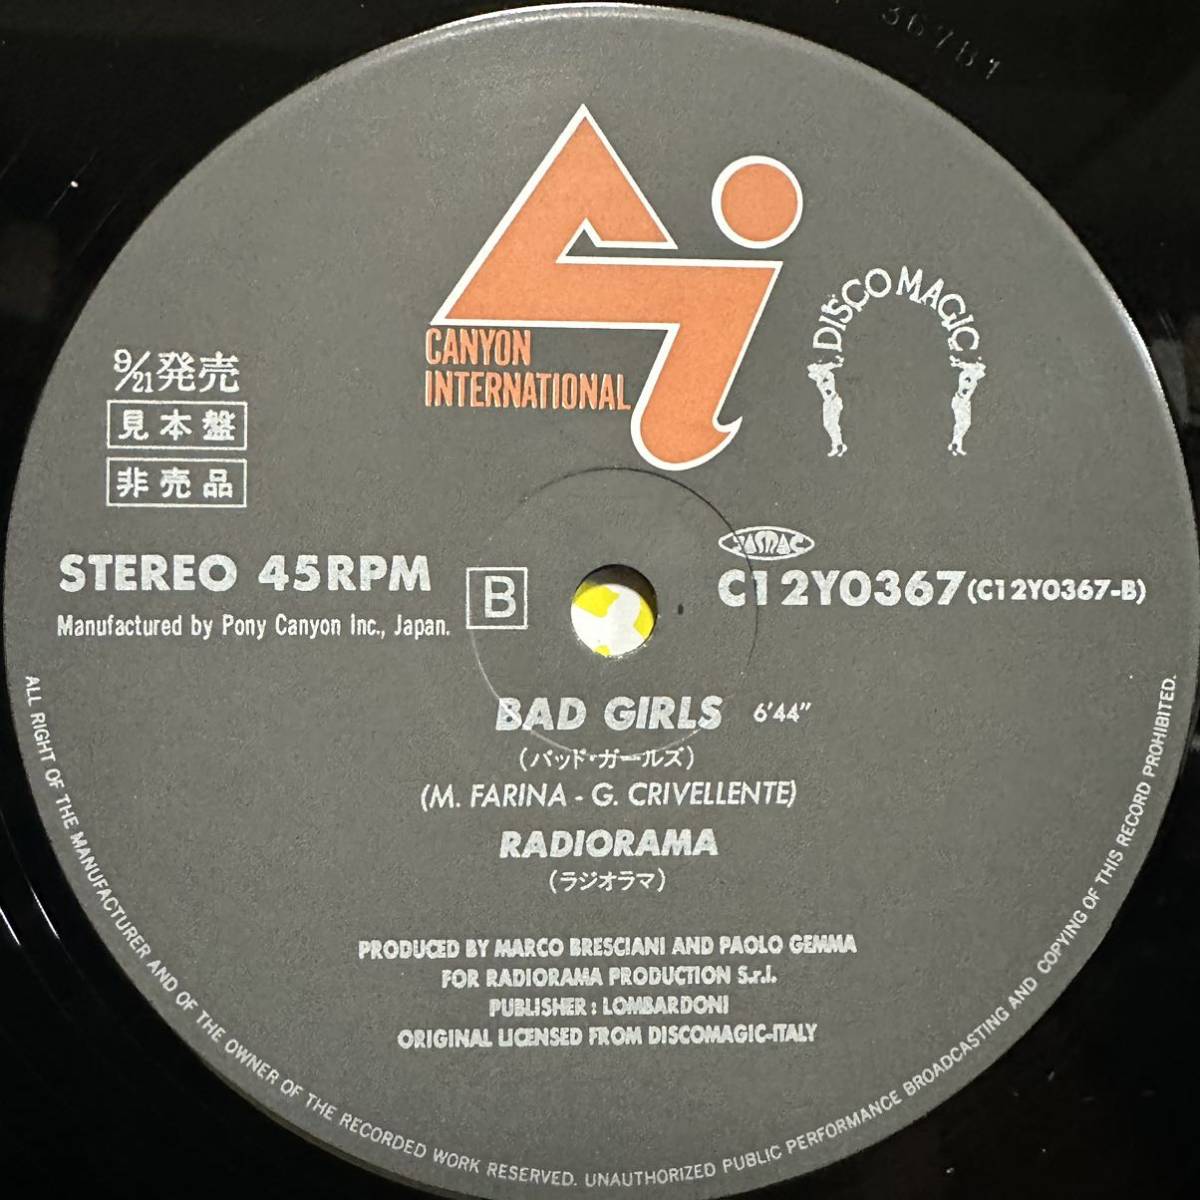 36781
DISCO MAGIC
CANYON
INTERNATIONAL
9/21発売
見本盤
非売品
STEREO 45RPM
Manufactured by Pony Canyon Inc., Japan.
B
JASRAC
C12Y0367(C12Y0367-B)
BAD GIRLS 6'44"
(バッド・ガールズ)
(M. FARINA - G. CRIVELLENTE)
RADIORAMA
(ラジオラマ)
PRODUCED BY MARCO BRESCIANI AND PAOLO GEMMA
FOR RADIORAMA PRODUCTION S.r.l.
PUBLISHER : LOMBARDONI
ORIGINAL LICENSED FROM DISCOMAGIC-ITALY
ALL RIGHT OF THE MANUFACTURER AND OF THE OWNER OF THE RECORDED WORK RESERVED. UNAUTHORIZED PUBLIC PERFORMANCE BROADCASTING AND COPYING OF THIS RECORD PROHIBITED.